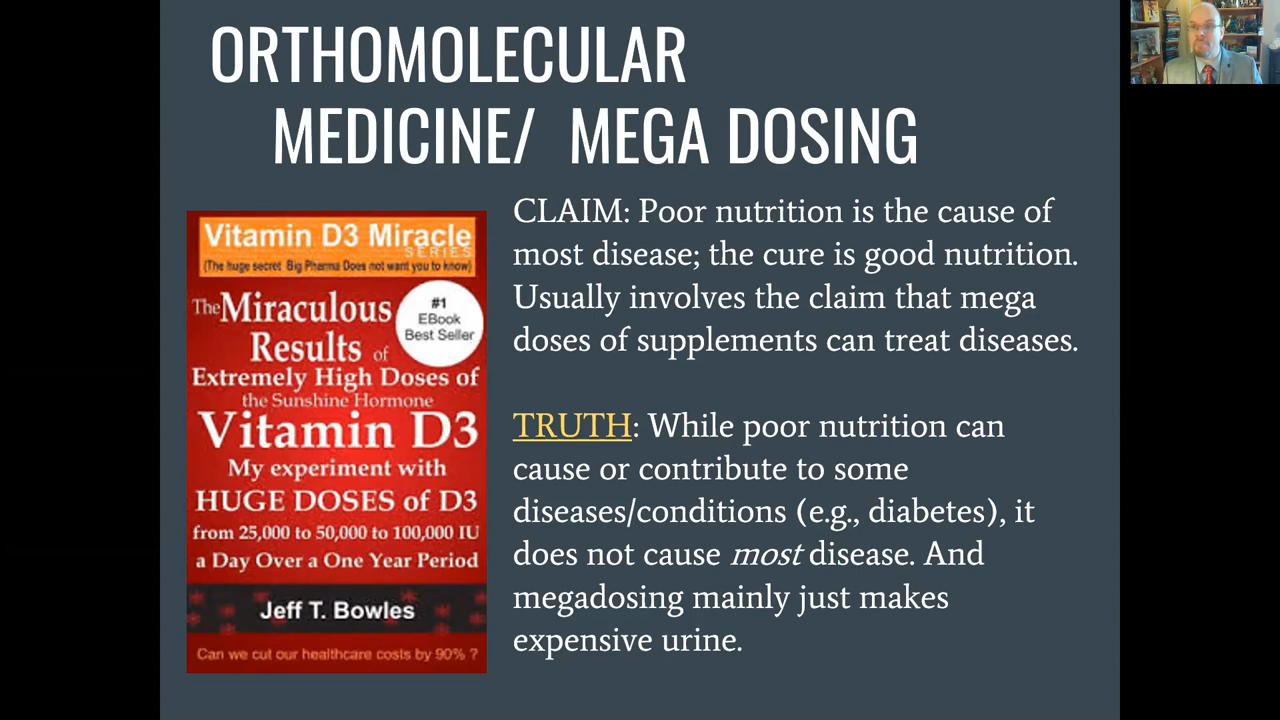 ORTHOMOLECULAR
MEDICINE/ MEGA DOSING
Vitamin D3 Miracle
SERIES
(The huge secret Big Pharma Does not want you to know)
The Miraculous
Results of
#1
EBook
Best Seller
Extremely High Doses of
the Sunshine Hormone
Vitamin D3
My experiment with
HUGE DOSES of D3
from 25,000 to 50,000 to 100,000 IU
a Day Over a One Year Period
Jeff T. Bowles
Can we cut our healthcare costs by 90% ?
CLAIM: Poor nutrition is the cause of
most disease; the cure is good nutrition.
Usually involves the claim that mega
doses of supplements can treat diseases.
TRUTH: While poor nutrition can
cause or contribute to some
diseases/conditions (e.g., diabetes), it
does not cause most disease. And
megadosing mainly just makes
expensive urine.